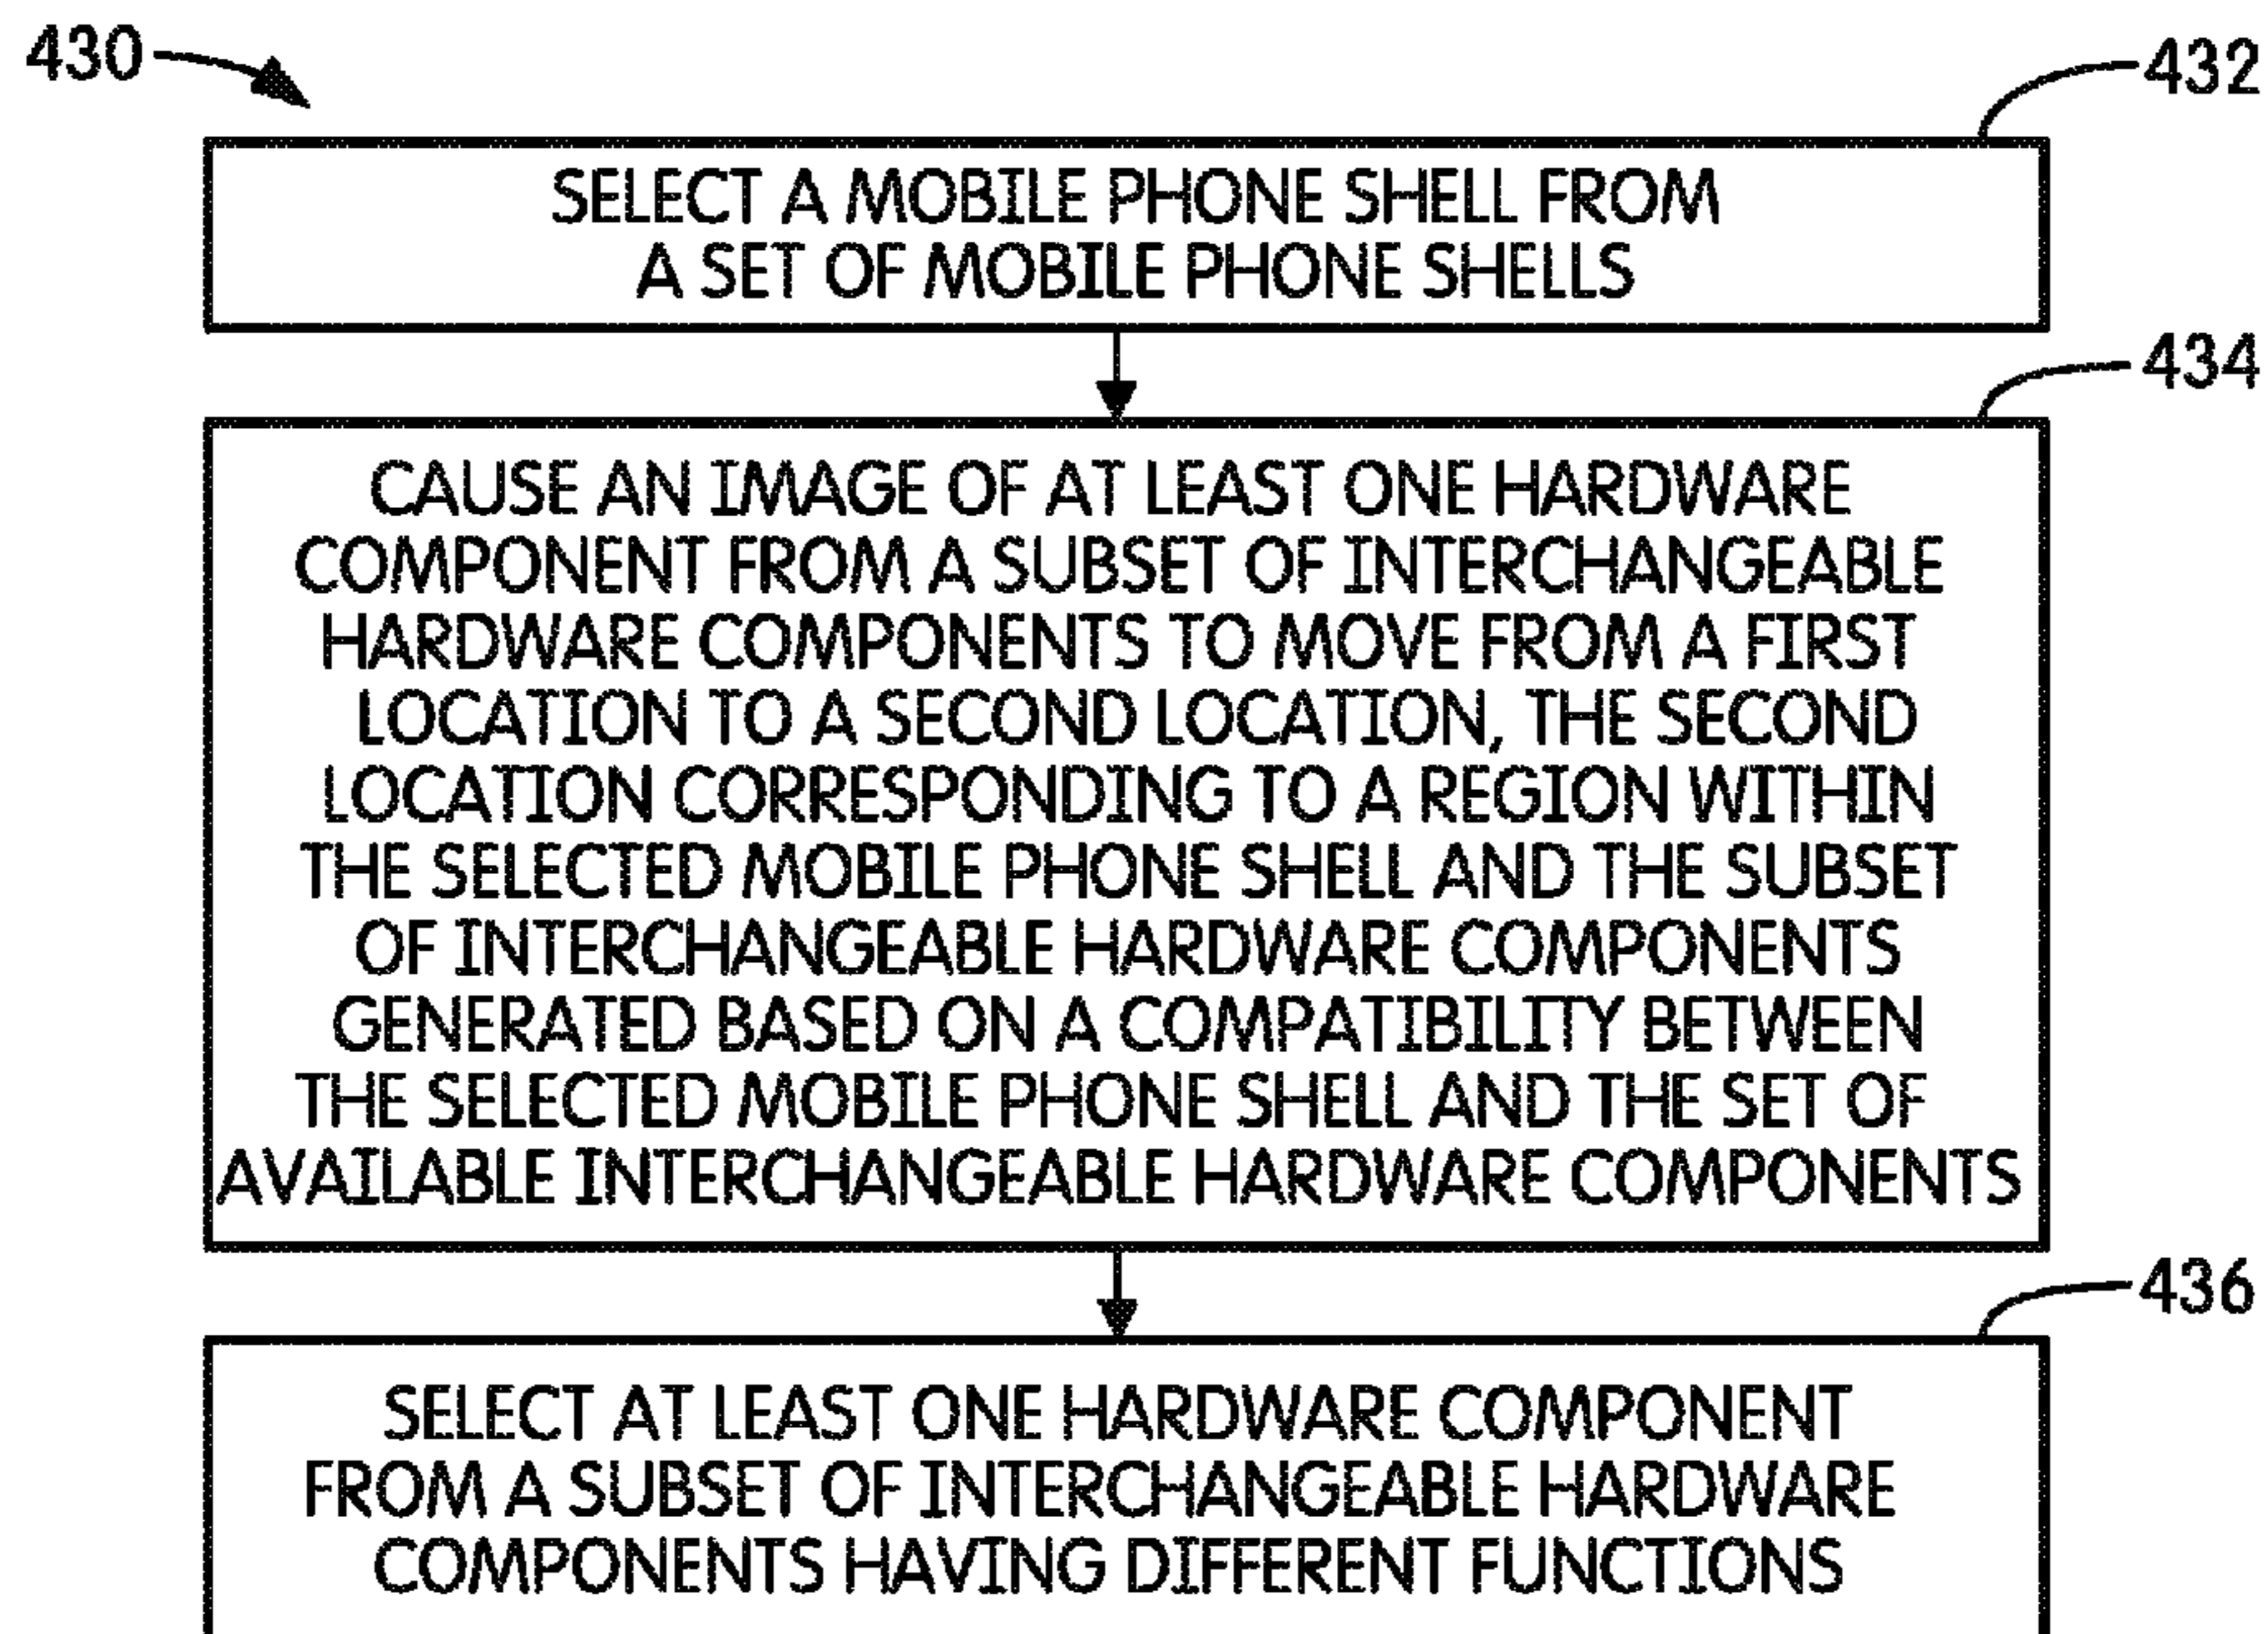 430
432
SELECT A MOBILE PHONE SHELL FROM
A SET OF MOBILE PHONE SHELLS
434
CAUSE AN IMAGE OF AT LEAST ONE HARDWARE
COMPONENT FROM A SUBSET OF INTERCHANGEABLE
HARDWARE COMPONENTS TO MOVE FROM A FIRST
LOCATION TO A SECOND LOCATION, THE SECOND
LOCATION CORRESPONDING TO A REGION WITHIN
THE SELECTED MOBILE PHONE SHELL AND THE SUBSET
OF INTERCHANGEABLE HARDWARE COMPONENTS
GENERATED BASED ON A COMPATIBILITY BETWEEN
THE SELECTED MOBILE PHONE SHELL AND THE SET OF
AVAILABLE INTERCHANGEABLE HARDWARE COMPONENTS
436
SELECT AT LEAST ONE HARDWARE COMPONENT
FROM A SUBSET OF INTERCHANGEABLE HARDWARE
COMPONENTS HAVING DIFFERENT FUNCTIONS